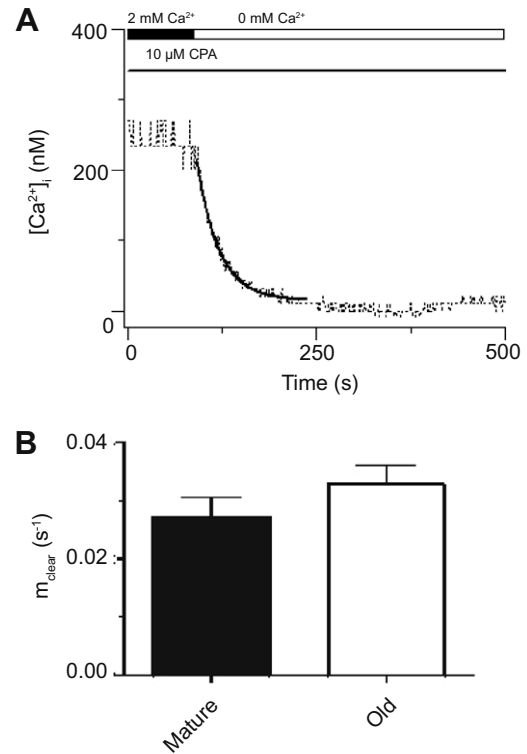 A
2 mM Ca²⁺ 0 mM Ca²⁺
10 µM CPA
400
200
0
[Ca²⁺]ᵢ (nM)
0 250 500
Time (s)
B
0.04
0.02
0.00
m_clear (s⁻¹)
Mature Old